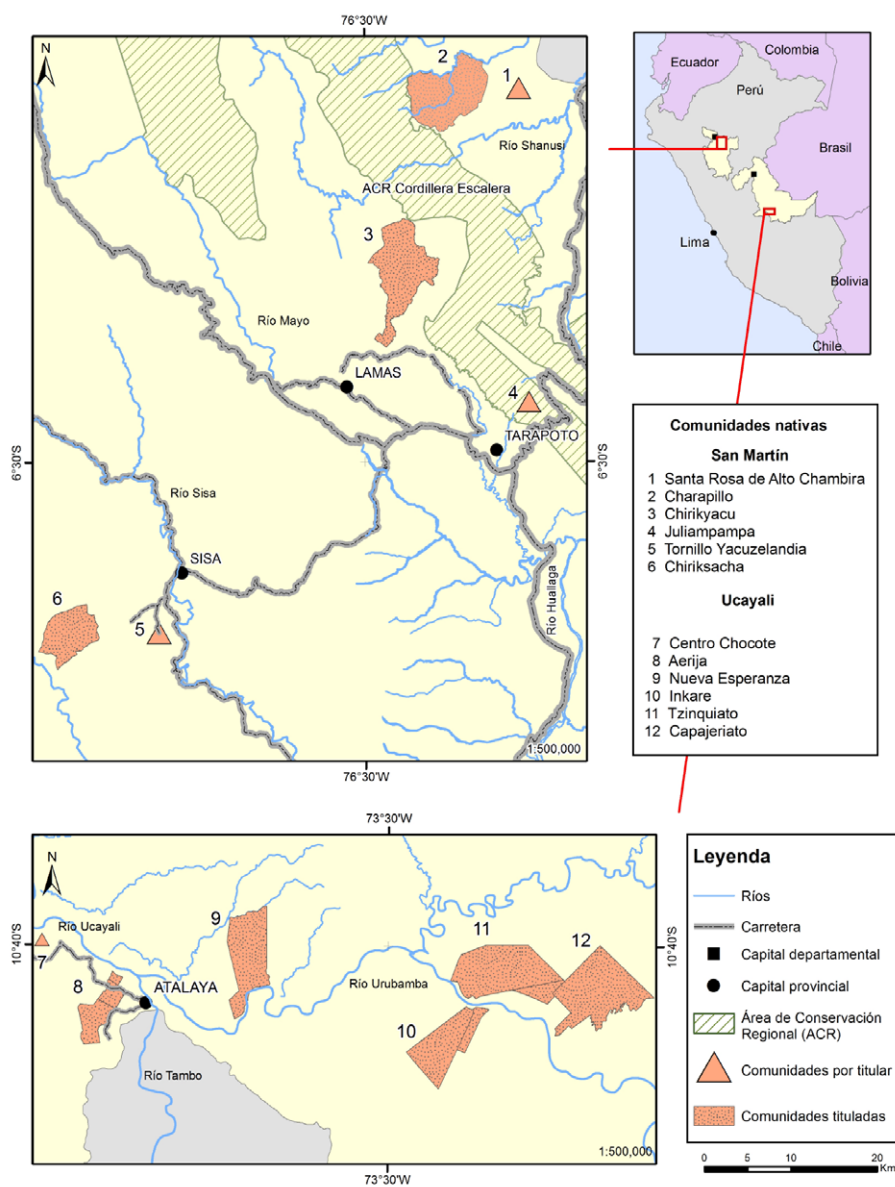 76°30'W
N
2
1
Río Shanusi
ACR Cordillera Escalera
3
Río Mayo
LAMAS
4
TARAPOTO
6°30'S
6°30'S
Río Sisa
SISA
Río Huallaga
6
5
1:500,000
76°30'W
Ecuador
Colombia
Perú
Brasil
Lima
Bolivia
Chile
Comunidades nativas
San Martín
1 Santa Rosa de Alto Chambira
2 Charapillo
3 Chirikyacu
4 Juliampampa
5 Tornillo Yacuzelandia
6 Chiriksacha
Ucayali
7 Centro Chocote
8 Aerija
9 Nueva Esperanza
10 Inkare
11 Tzinquiato
12 Capajeriato
73°30'W
N
Río Ucayali
9
11
12
10°40'S
10°40'S
7
8
ATALAYA
Río Urubamba
10
Río Tambo
1:500,000
73°30'W
Leyenda
Ríos
Carretera
Capital departamental
Capital provincial
Área de Conservación
Regional (ACR)
Comunidades por titular
Comunidades tituladas
0 5 10 20
Km